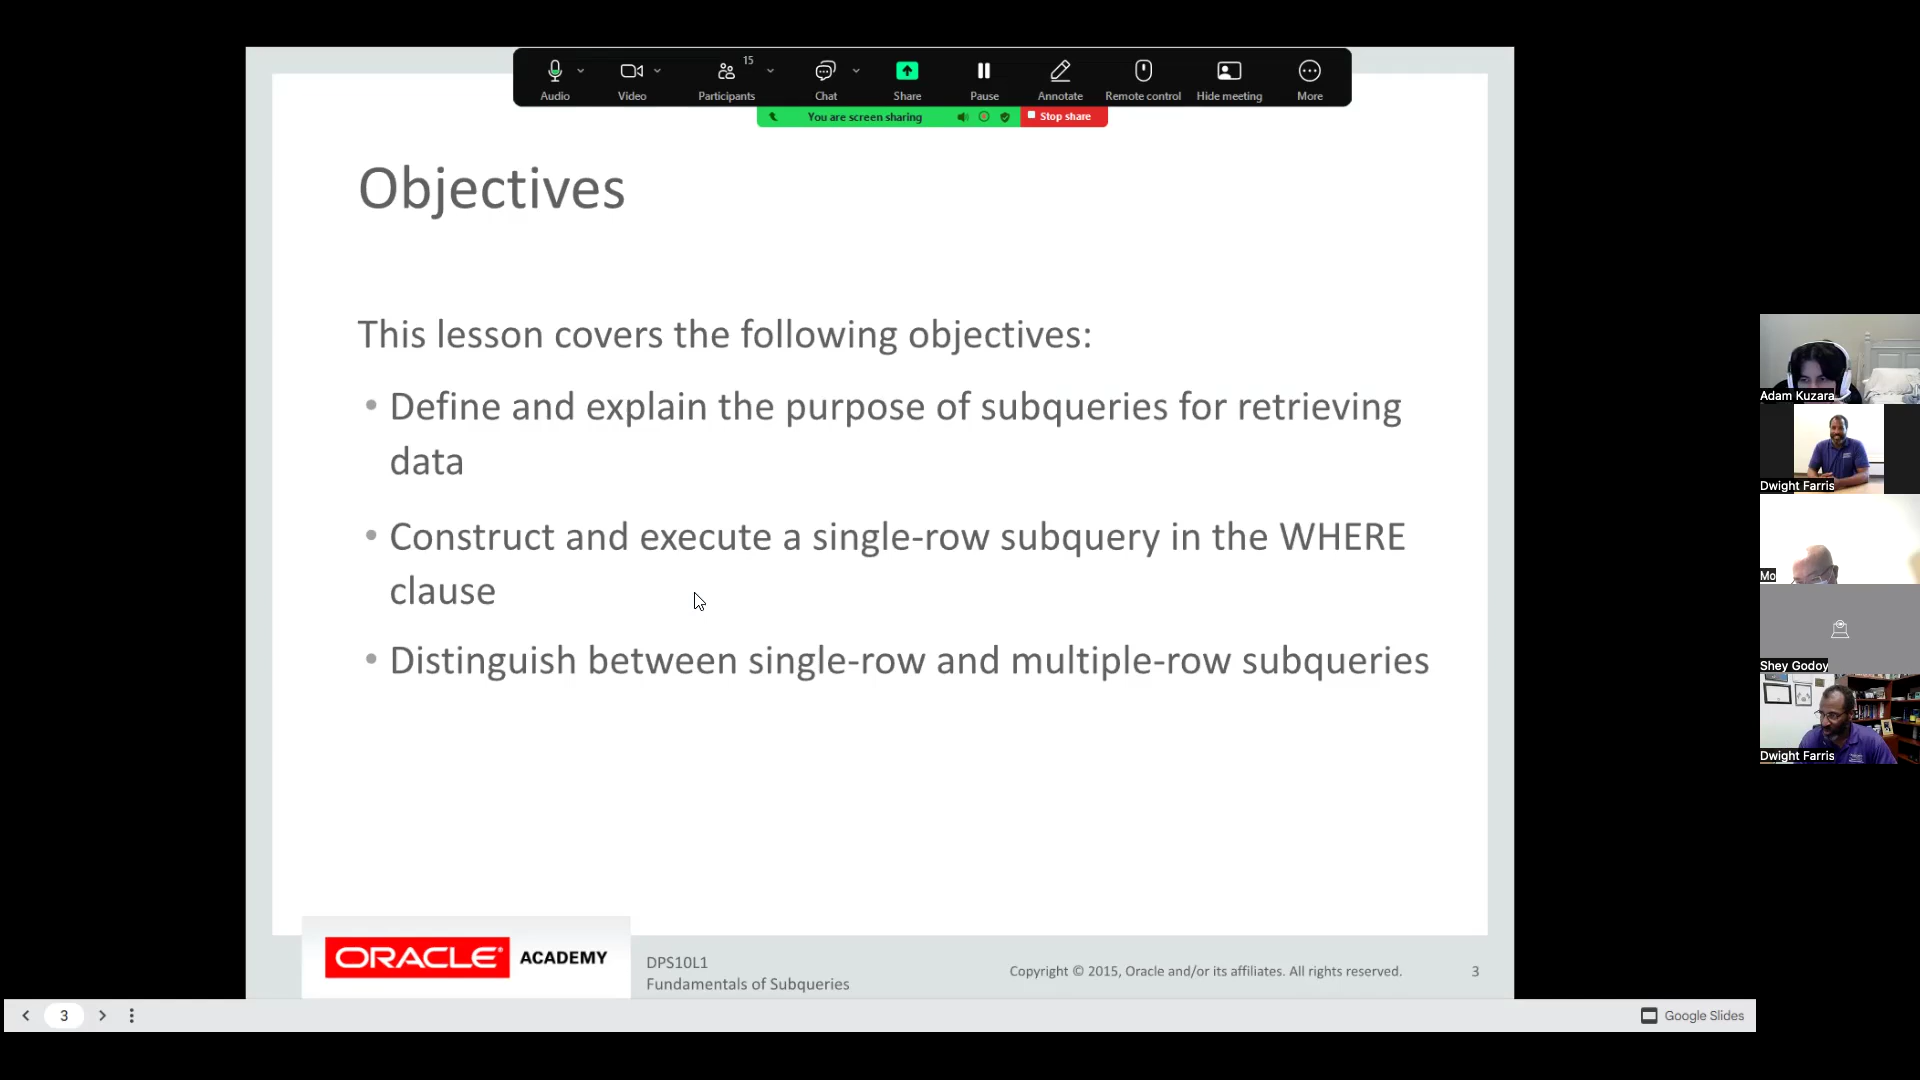 15
Audio
Video
Participants
Chat
Share
Pause
Annotate
Remote control
Hide meeting
More
You are screen sharing
Stop share
Objectives
This lesson covers the following objectives:
• Define and explain the purpose of subqueries for retrieving
data
• Construct and execute a single-row subquery in the WHERE
clause
• Distinguish between single-row and multiple-row subqueries
Adam Kuzara
Dwight Farris
Mo
Shey Godoy
Dwight Farris
ORACLE® ACADEMY
DPS10L1
Fundamentals of Subqueries
Copyright © 2015, Oracle and/or its affiliates. All rights reserved.
3
3
Google Slides